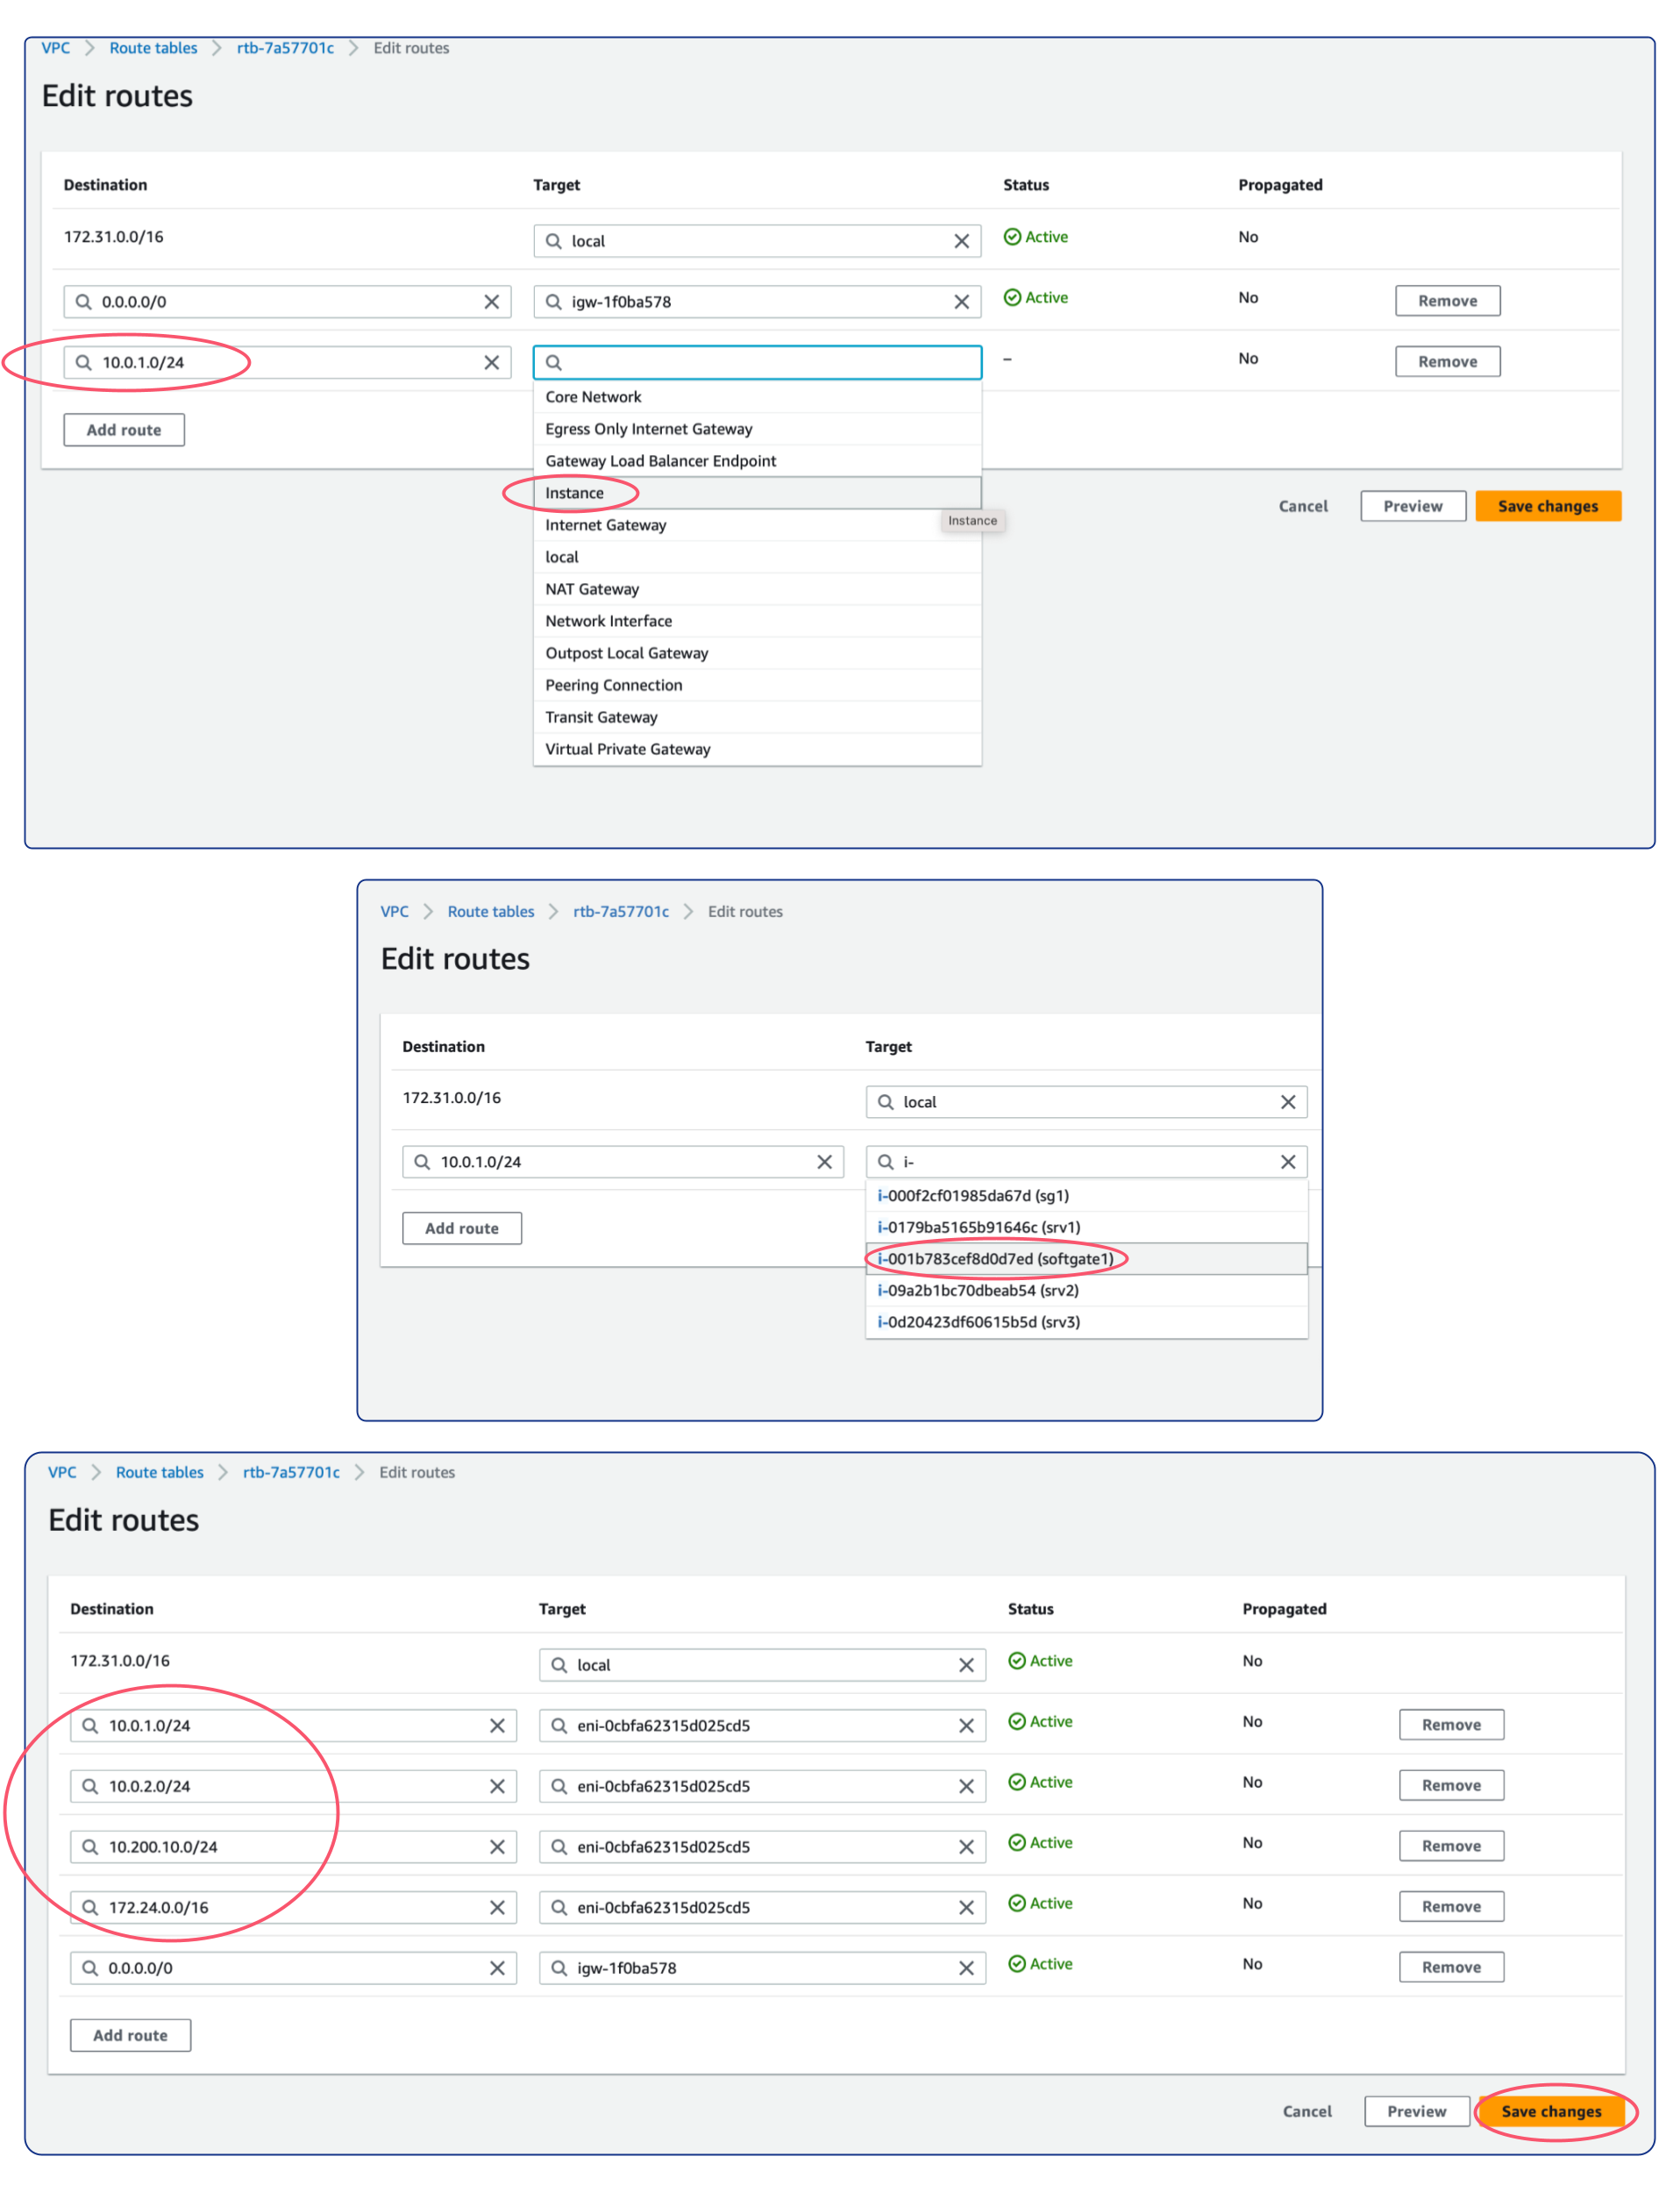 VPC > Route tables > rtb-7a57701c > Edit routes
Edit routes
Destination Target Status Propagated
172.31.0.0/16 local Active No
0.0.0.0/0 igw-1f0ba578 Active No Remove
10.0.1.0/24 – No Remove
Core Network
Add route
Egress Only Internet Gateway
Gateway Load Balancer Endpoint
Instance
Cancel Preview Save changes
Instance
Internet Gateway
local
NAT Gateway
Network Interface
Outpost Local Gateway
Peering Connection
Transit Gateway
Virtual Private Gateway
VPC > Route tables > rtb-7a57701c > Edit routes
Edit routes
Destination Target
172.31.0.0/16 local
10.0.1.0/24 i-
i-000f2cf01985da67d (sg1)
Add route
i-0179ba5165b91646c (srv1)
i-001b783cef8d0d7ed (softgate1)
i-09a2b1bc70dbeab54 (srv2)
i-0d20423df60615b5d (srv3)
VPC > Route tables > rtb-7a57701c > Edit routes
Edit routes
Destination Target Status Propagated
172.31.0.0/16 local Active No
10.0.1.0/24 eni-0cbfa62315d025cd5 Active No Remove
10.0.2.0/24 eni-0cbfa62315d025cd5 Active No Remove
10.200.10.0/24 eni-0cbfa62315d025cd5 Active No Remove
172.24.0.0/16 eni-0cbfa62315d025cd5 Active No Remove
0.0.0.0/0 igw-1f0ba578 Active No Remove
Add route
Cancel Preview Save changes